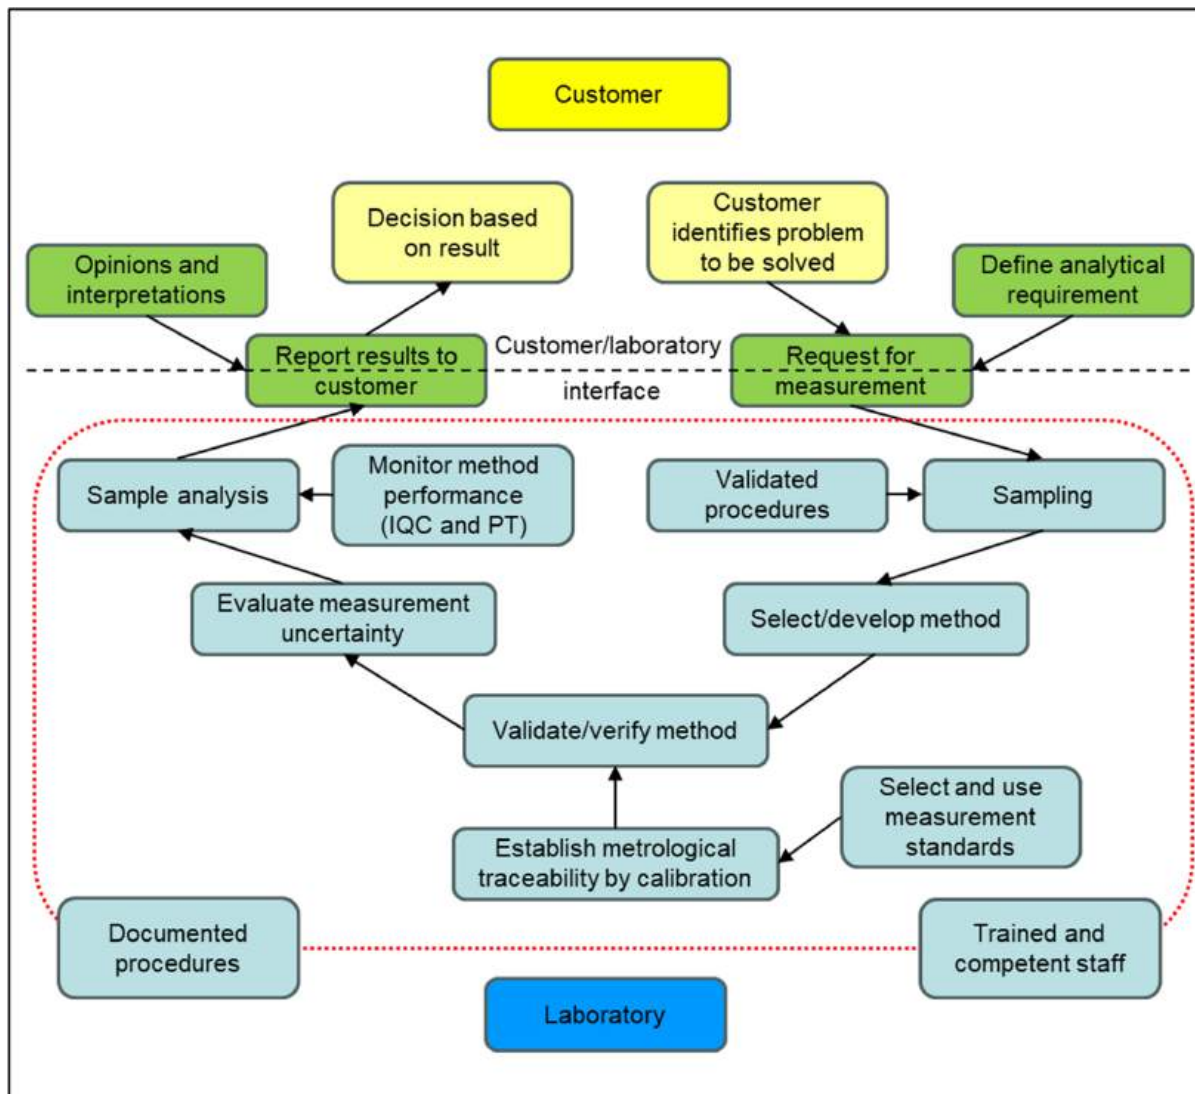 Customer
Decision based
on result
Customer
identifies problem
to be solved
Opinions and
interpretations
Define analytical
requirement
Report results to
customer
Customer/laboratory
interface
Request for
measurement
Sample analysis
Monitor method
performance
(IQC and PT)
Validated
procedures
Sampling
Evaluate measurement
uncertainty
Select/develop method
Validate/verify method
Select and use
measurement
standards
Establish metrological
traceability by calibration
Documented
procedures
Trained and
competent staff
Laboratory